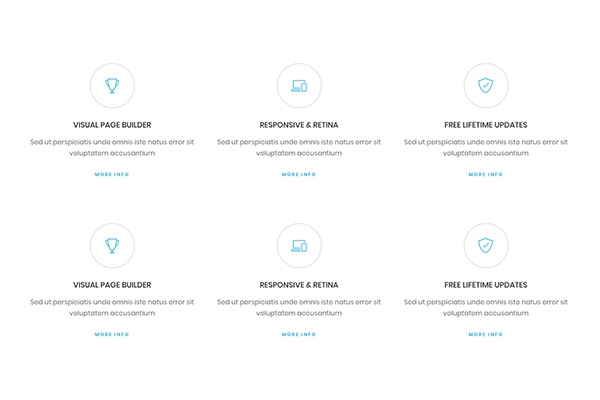 VISUAL PAGE BUILDER
Sed ut perspiciatis unde omnis iste natus error sit
voluptatem accusantium
MORE INFO
RESPONSIVE & RETINA
Sed ut perspiciatis unde omnis iste natus error sit
voluptatem accusantium
MORE INFO
FREE LIFETIME UPDATES
Sed ut perspiciatis unde omnis iste natus error sit
voluptatem accusantium
MORE INFO
VISUAL PAGE BUILDER
Sed ut perspiciatis unde omnis iste natus error sit
voluptatem accusantium
MORE INFO
RESPONSIVE & RETINA
Sed ut perspiciatis unde omnis iste natus error sit
voluptatem accusantium
MORE INFO
FREE LIFETIME UPDATES
Sed ut perspiciatis unde omnis iste natus error sit
voluptatem accusantium
MORE INFO